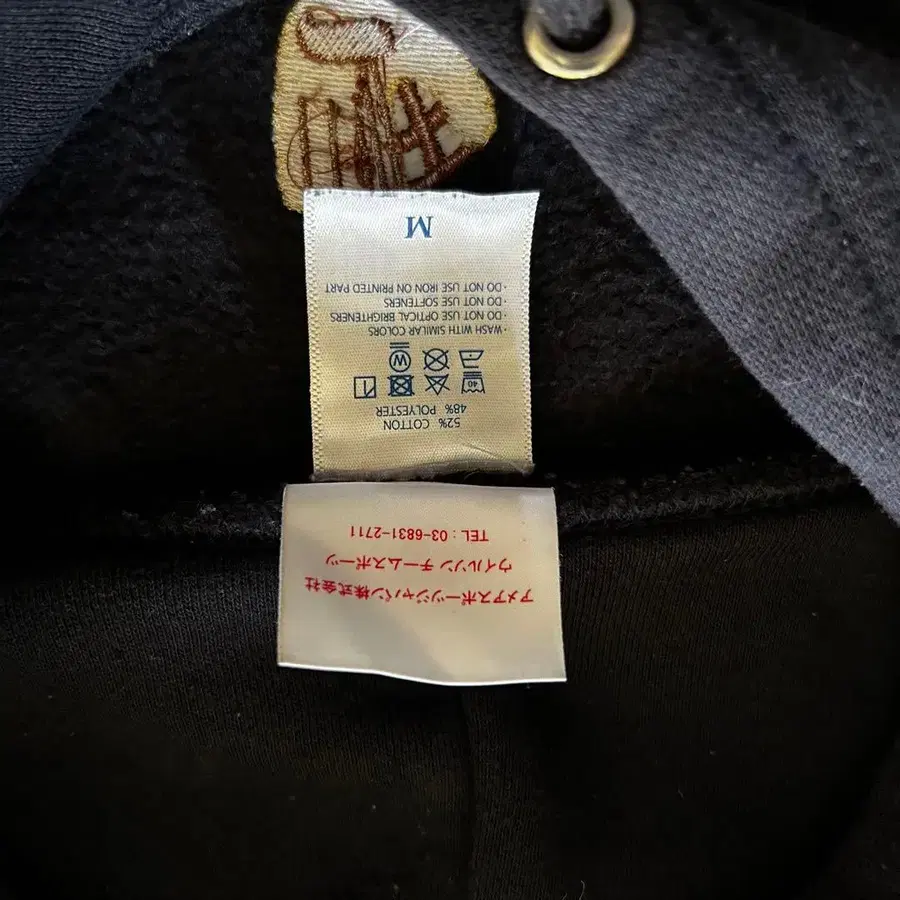 アメアスポーツジャパン株式会社
ウイルソン チームスポーツ
TEL : 03-6831-2711
52% COTTON
48% POLYESTER
40
W
· WASH WITH SIMILAR COLORS
· DO NOT USE OPTICAL BRIGHTENERS
· DO NOT USE SOFTENERS
· DO NOT USE IRON ON PRINTED PART
M